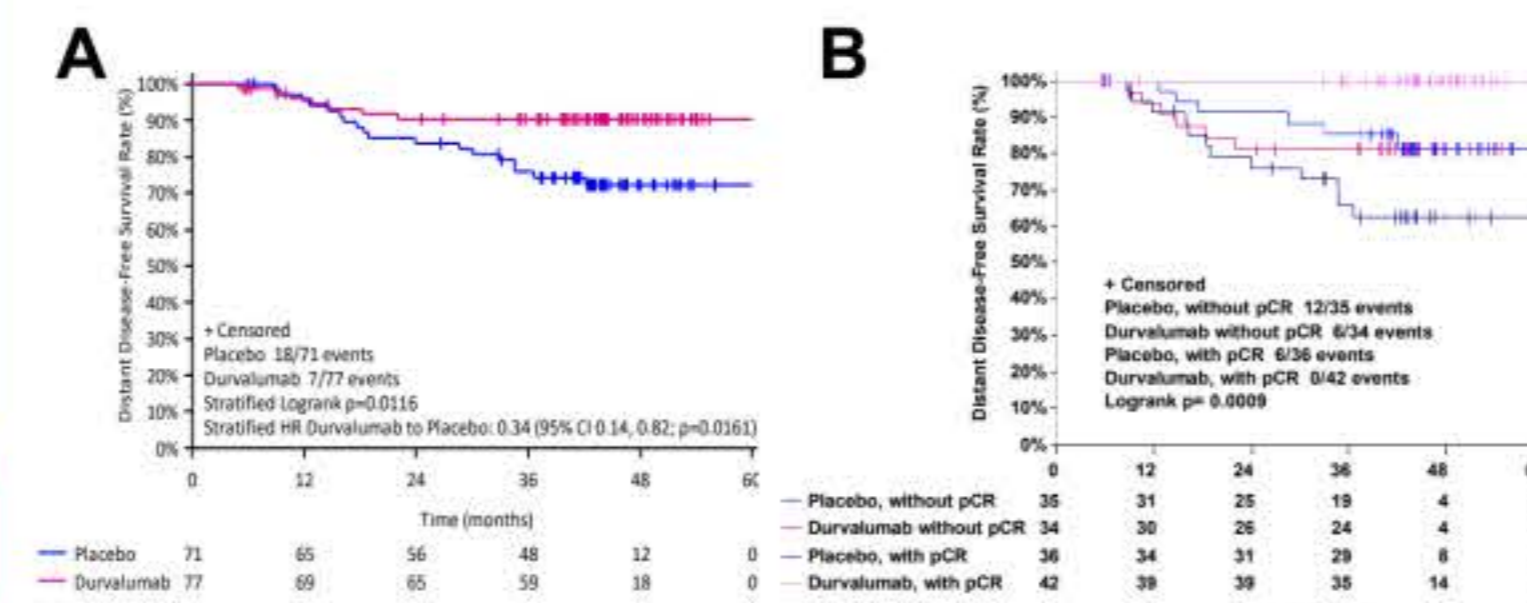 A
Distant Disease-Free Survival Rate (%)
100%
90%
80%
70%
60%
50%
40%
30%
20%
10%
0%
+ Censored
Placebo 18/71 events
Durvalumab 7/77 events
Stratified Logrank p=0.0116
Stratified HR Durvalumab to Placebo: 0.34 (95% CI 0.14, 0.82; p=0.0161)
0 12 24 36 48
Time (months)
Placebo 71 65 56 48 12 0
Durvalumab 77 69 65 59 18 0
B
Distant Disease-Free Survival Rate (%)
100%
90%
80%
70%
60%
50%
40%
30%
20%
10%
0%
+ Censored
Placebo, without pCR 12/35 events
Durvalumab without pCR 6/34 events
Placebo, with pCR 6/36 events
Durvalumab, with pCR 0/42 events
Logrank p= 0.0009
0 12 24 36 48
Placebo, without pCR 35 31 25 19 4
Durvalumab without pCR 34 30 26 24 4
Placebo, with pCR 36 34 31 29 8
Durvalumab, with pCR 42 39 39 35 14